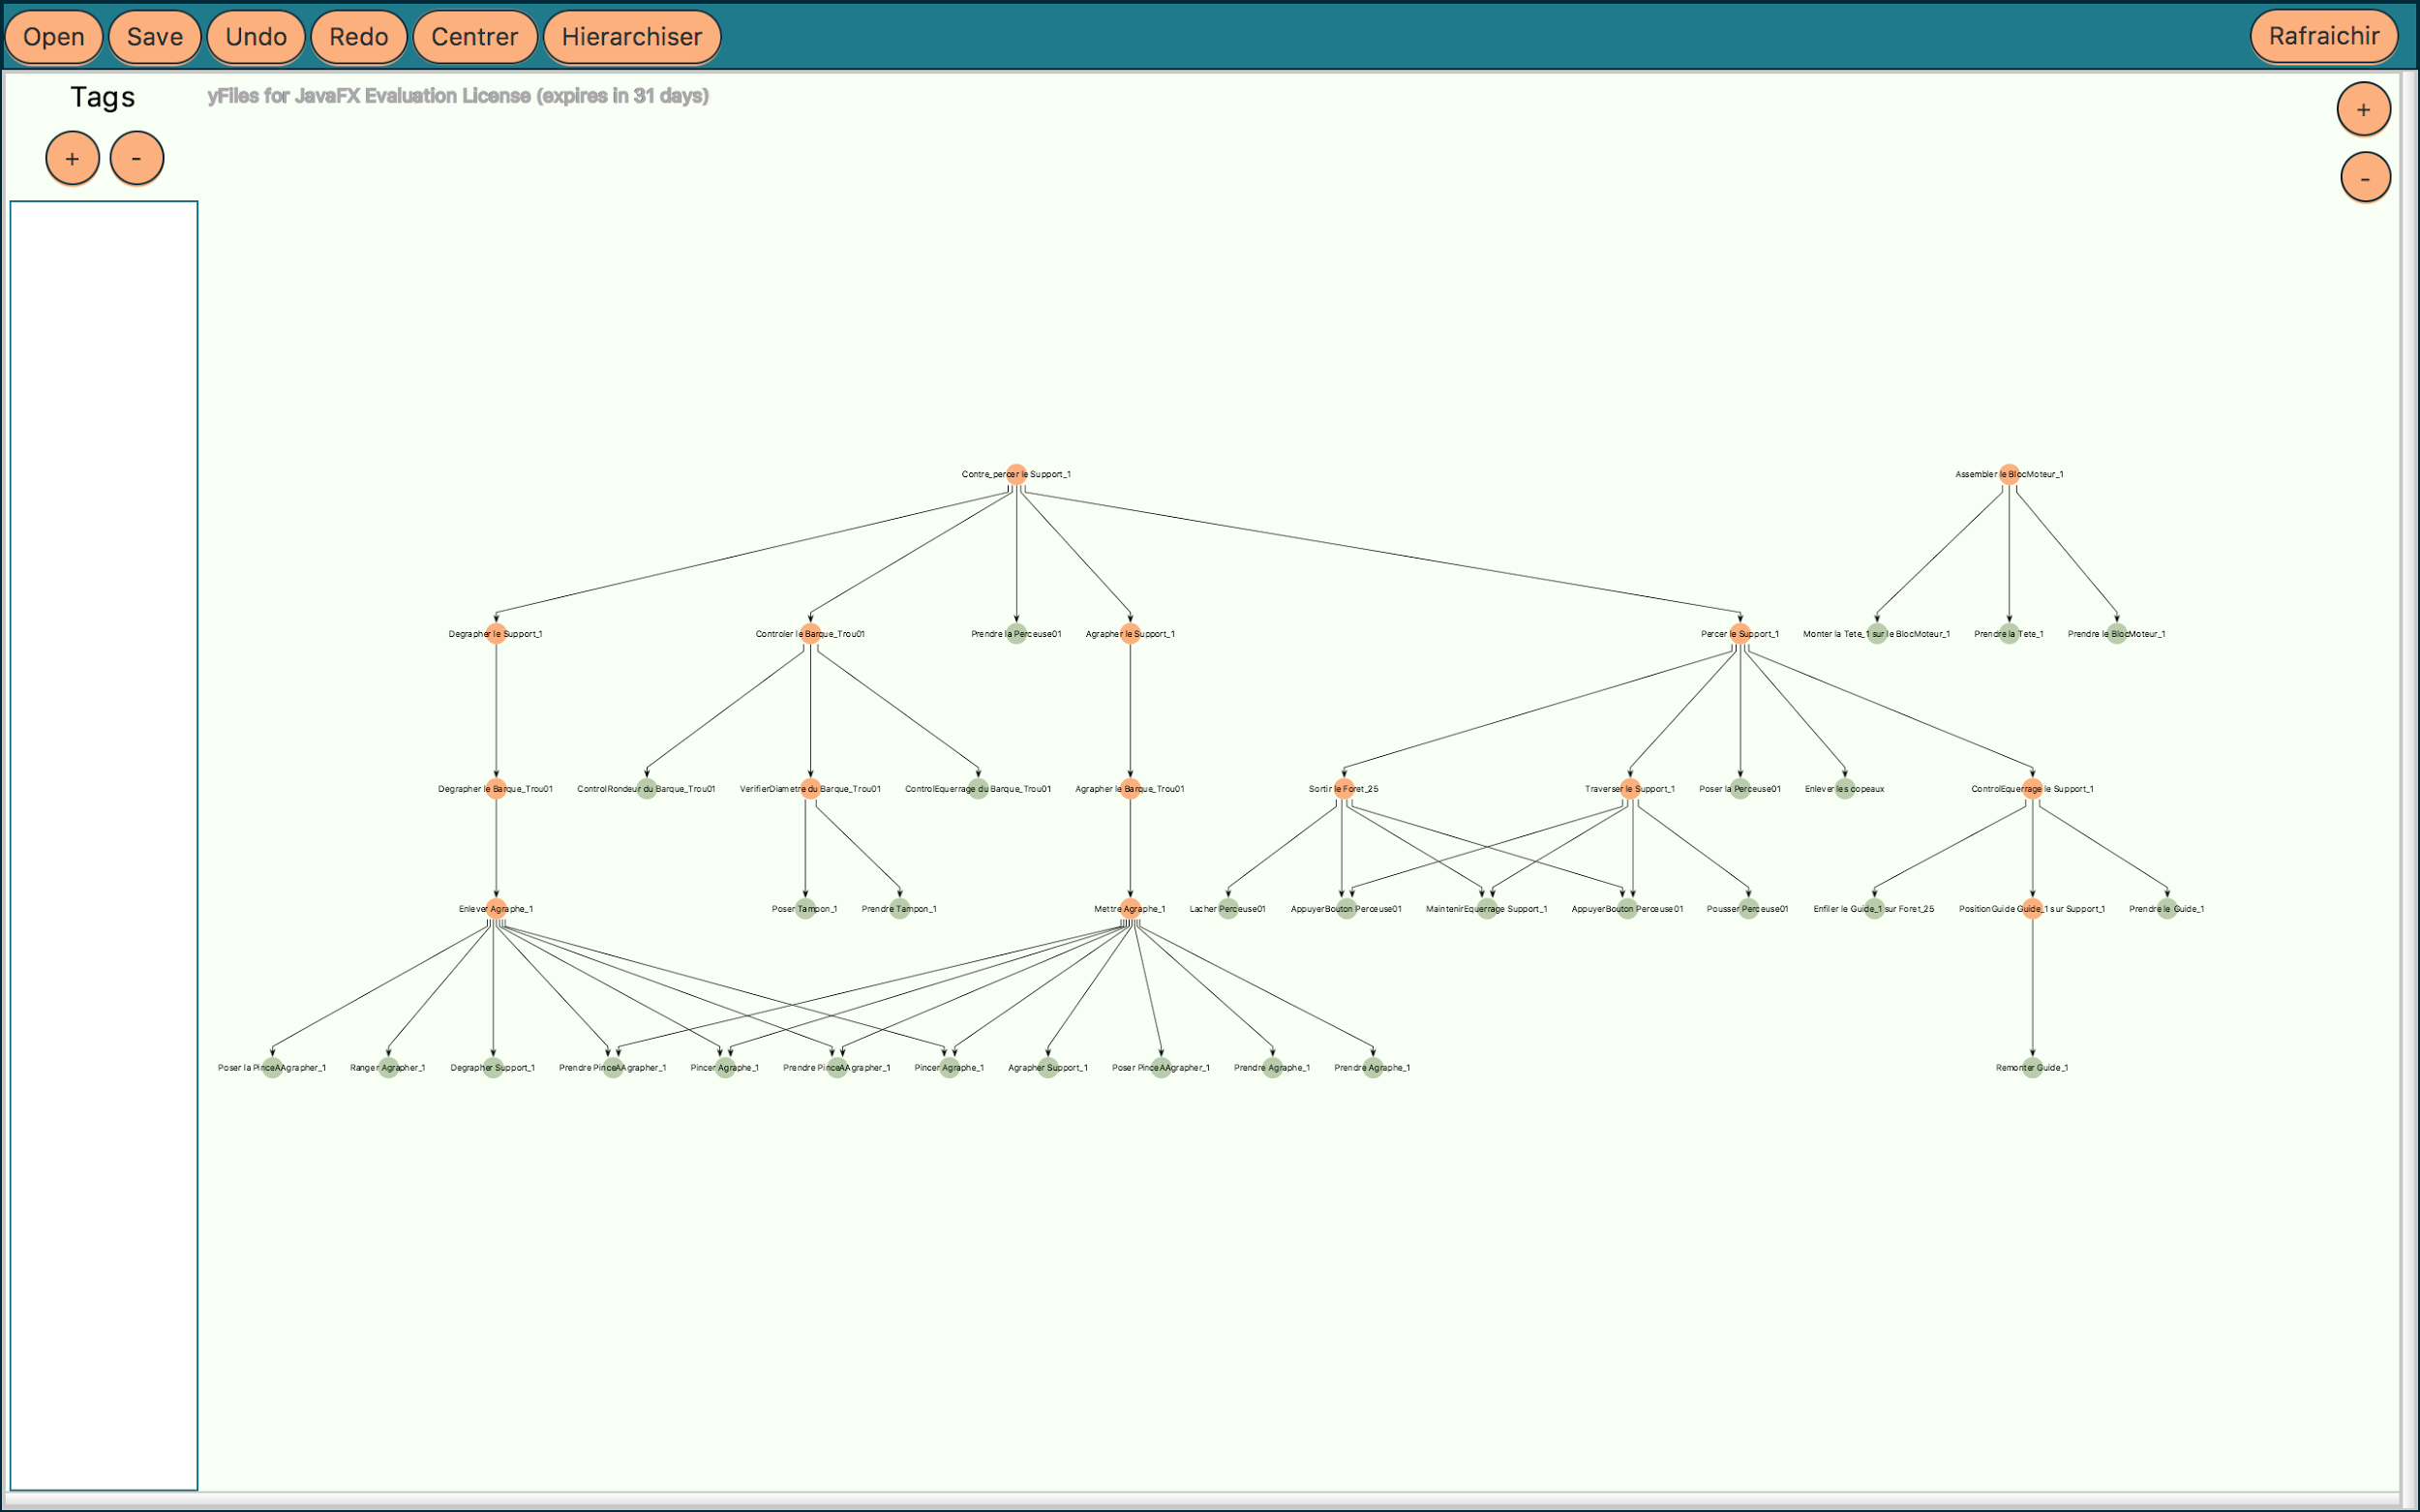 Open Save Undo Redo Centrer Hierarchiser Rafraichir
Tags
yFiles for JavaFX Evaluation License (expires in 31 days)
+
+ -
-
Contre_percer le Support_1 Assembler le BlocMoteur_1
Degrapher le Support_1 Controler le Barque_Trou01 Prendre la Perceuse01 Agrapher le Support_1 Percer le Support_1 Monter la Tete_1 sur le BlocMoteur_1 Prendre la Tete_1 Prendre le BlocMoteur_1
Degrapher le Barque_Trou01 ControlRondeur du Barque_Trou01 VerifierDiametre du Barque_Trou01 ControlEquerrage du Barque_Trou01 Agrapher le Barque_Trou01 Sortir le Foret_25 Traverser le Support_1 Poser la Perceuse01 Enlever les copeaux ControlEquerrage le Support_1
Enlever Agraphe_1 Poser Tampon_1 Prendre Tampon_1 Mettre Agraphe_1 Lacher Perceuse01 AppuyerBouton Perceuse01 MaintenirEquerrage Support_1 AppuyerBouton Perceuse01 Pousser Perceuse01 Enfiler le Guide_1 sur Foret_25 PositionGuide Guide_1 sur Support_1 Prendre le Guide_1
Poser la PinceAAgrapher_1 Ranger Agrapher_1 Degrapher Support_1 Prendre PinceAAgrapher_1 Pincer Agraphe_1 Prendre PinceAAgrapher_1 Pincer Agraphe_1 Agrapher Support_1 Poser PinceAAgrapher_1 Prendre Agraphe_1 Prendre Agraphe_1 Remonter Guide_1